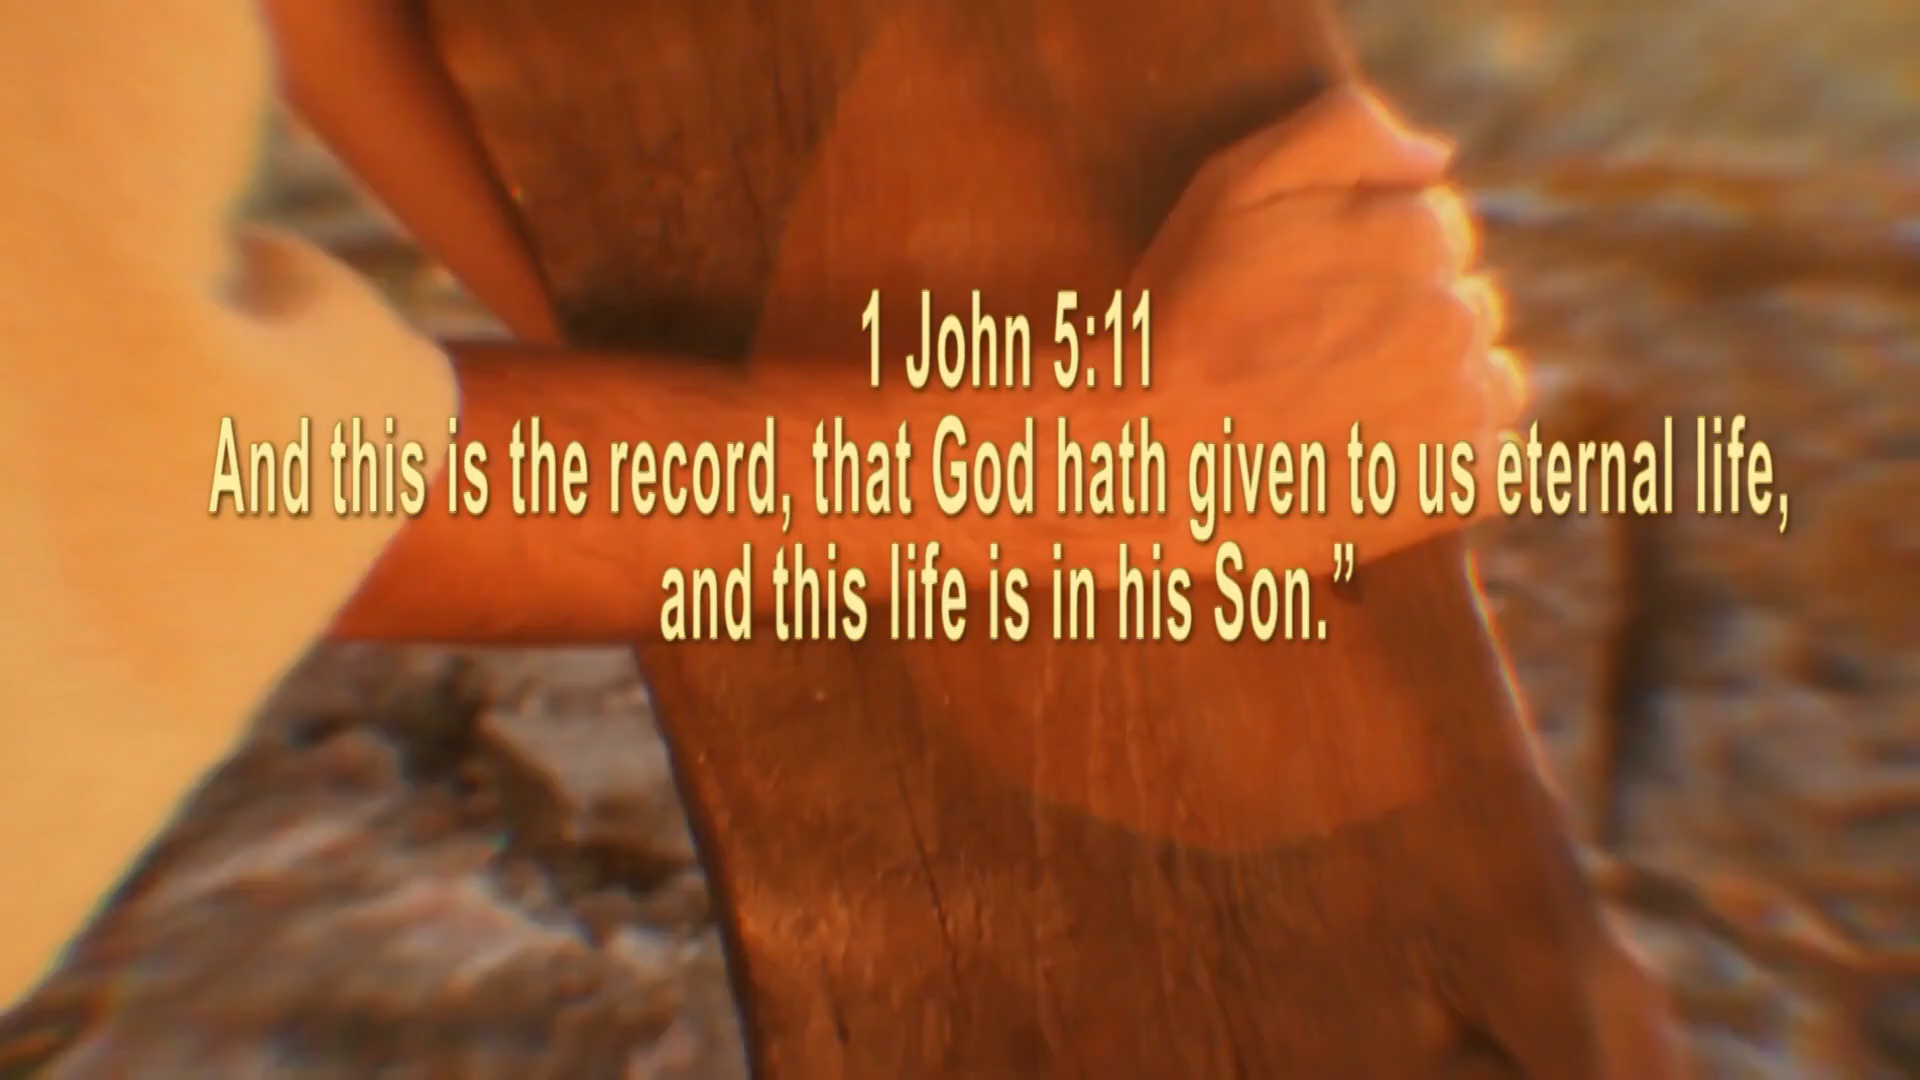 1 John 5:11
And this is the record, that God hath given to us eternal life,
and this life is in his Son.”